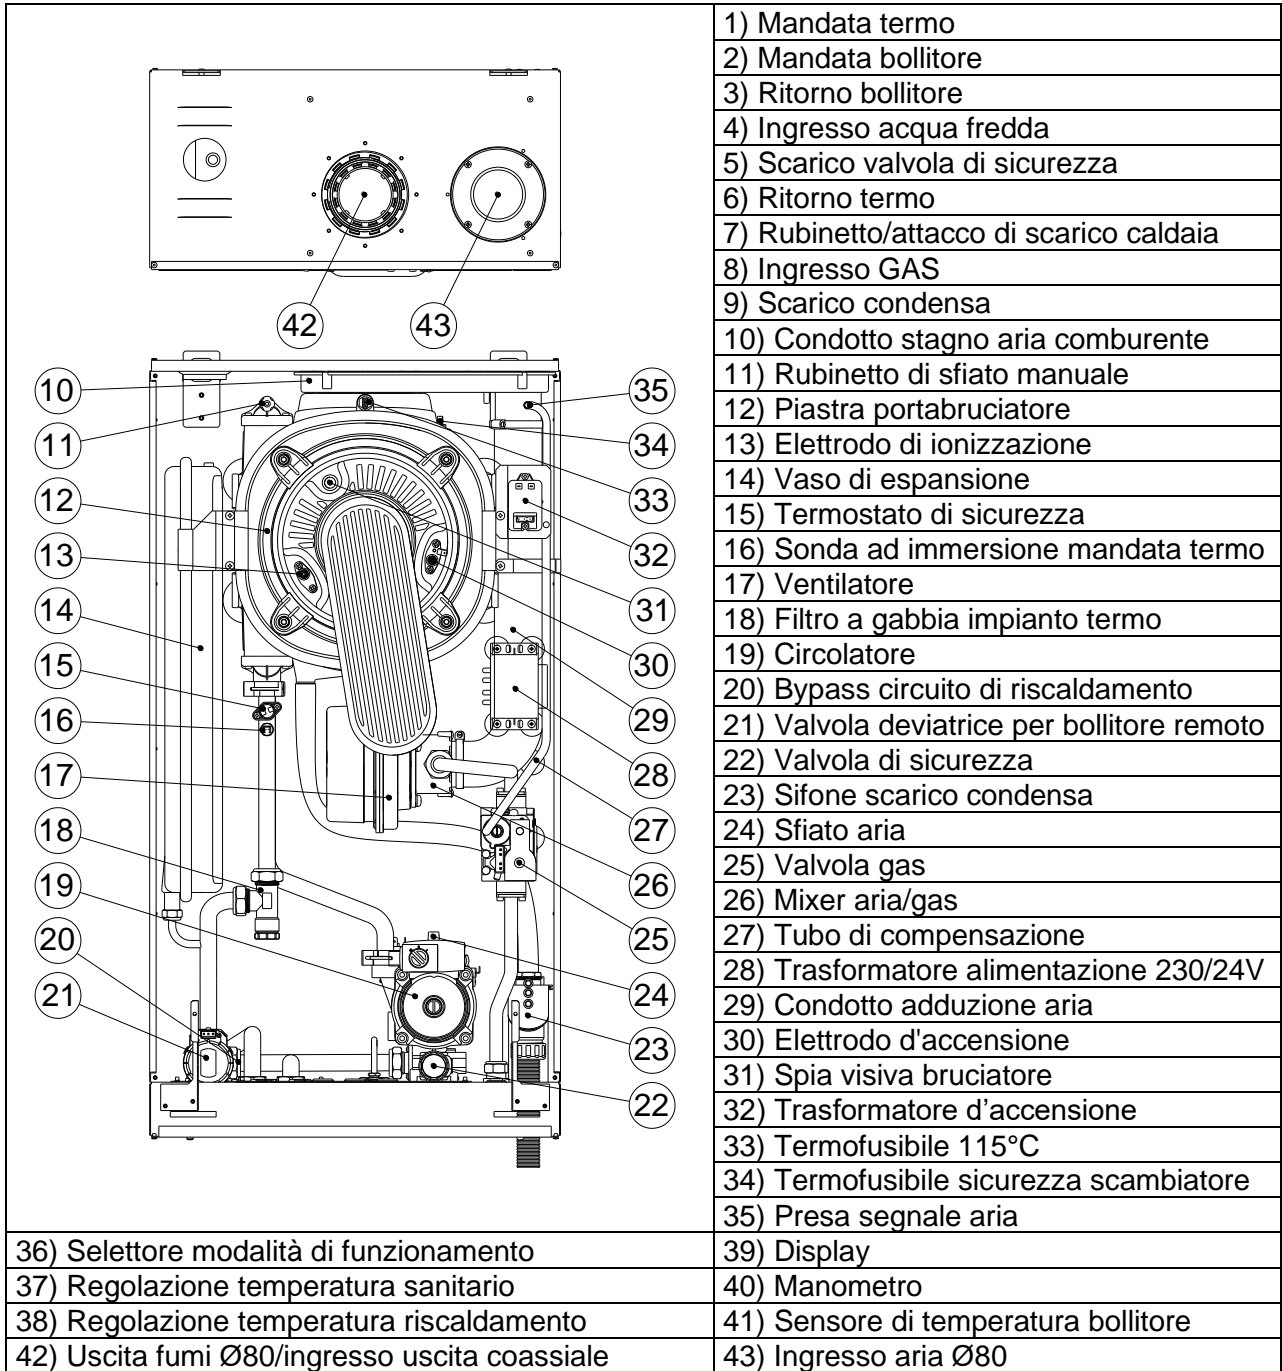 1) Mandata termo
2) Mandata bollitore
3) Ritorno bollitore
4) Ingresso acqua fredda
5) Scarico valvola di sicurezza
6) Ritorno termo
7) Rubinetto/attacco di scarico caldaia
8) Ingresso GAS
9) Scarico condensa
10) Condotto stagno aria comburente
11) Rubinetto di sfiato manuale
12) Piastra portabruciatore
13) Elettrodo di ionizzazione
14) Vaso di espansione
15) Termostato di sicurezza
16) Sonda ad immersione mandata termo
17) Ventilatore
18) Filtro a gabbia impianto termo
19) Circolatore
20) Bypass circuito di riscaldamento
21) Valvola deviatrice per bollitore remoto
22) Valvola di sicurezza
23) Sifone scarico condensa
24) Sfiato aria
25) Valvola gas
26) Mixer aria/gas
27) Tubo di compensazione
28) Trasformatore alimentazione 230/24V
29) Condotto adduzione aria
30) Elettrodo d'accensione
31) Spia visiva bruciatore
32) Trasformatore d’accensione
33) Termofusibile 115°C
34) Termofusibile sicurezza scambiatore
35) Presa segnale aria
42 43
10 35
11 34
12 33
13 32
14 31
15 30
16 29
17 28
18 27
19 26
20 25
21 24
23
22
36) Selettore modalità di funzionamento
39) Display
37) Regolazione temperatura sanitario
40) Manometro
38) Regolazione temperatura riscaldamento
41) Sensore di temperatura bollitore
42) Uscita fumi Ø80/ingresso uscita coassiale
43) Ingresso aria Ø80